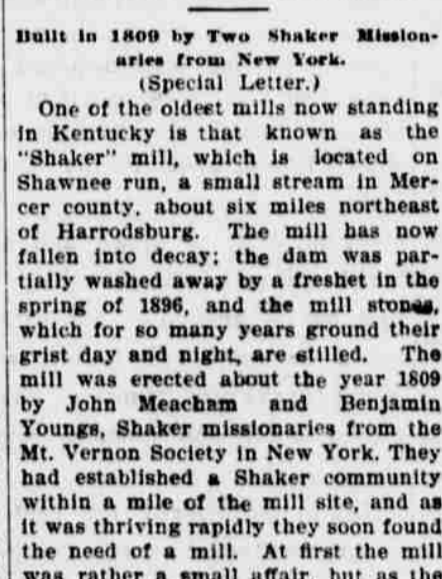 Built in 1809 by Two Shaker Mission-
aries from New York.
(Special Letter.)
One of the oldest mills now standing
in Kentucky is that known as the
"Shaker" mill, which is located on
Shawnee run, a small stream in Mer-
cer county, about six miles northeast
of Harrodsburg. The mill has now
fallen into decay; the dam was par-
tially washed away by a freshet in the
spring of 1896, and the mill stones,
which for so many years ground their
grist day and night, are stilled. The
mill was erected about the year 1809
by John Meacham and Benjamin
Youngs, Shaker missionaries from the
Mt. Vernon Society in New York. They
had established a Shaker community
within a mile of the mill site, and as
it was thriving rapidly they soon found
the need of a mill. At first the mill
was rather a small affair, but as the